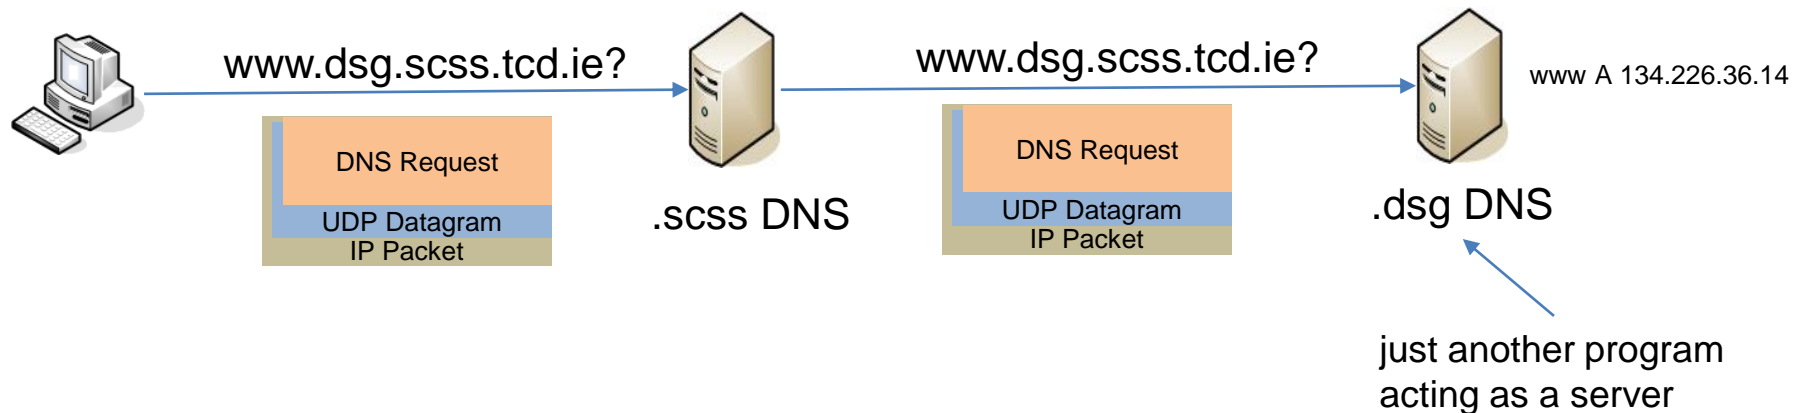 www.dsg.scss.tcd.ie?
www.dsg.scss.tcd.ie?
www A 134.226.36.14
DNS Request
UDP Datagram
IP Packet
DNS Request
UDP Datagram
IP Packet
.scss DNS
.dsg DNS
just another program
acting as a server